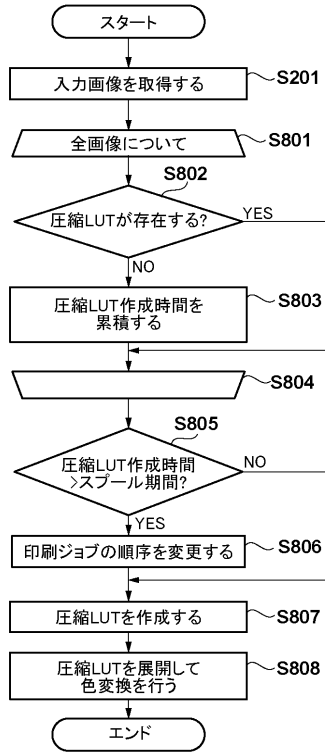 スタート
入力画像を取得する
S201
全画像について
S801
S802
圧縮LUTが存在する?
YES
NO
圧縮LUT作成時間を
累積する
S803
S804
S805
圧縮LUT作成時間
>スプール期間?
NO
YES
印刷ジョブの順序を変更する
S806
圧縮LUTを作成する
S807
圧縮LUTを展開して
色変換を行う
S808
エンド